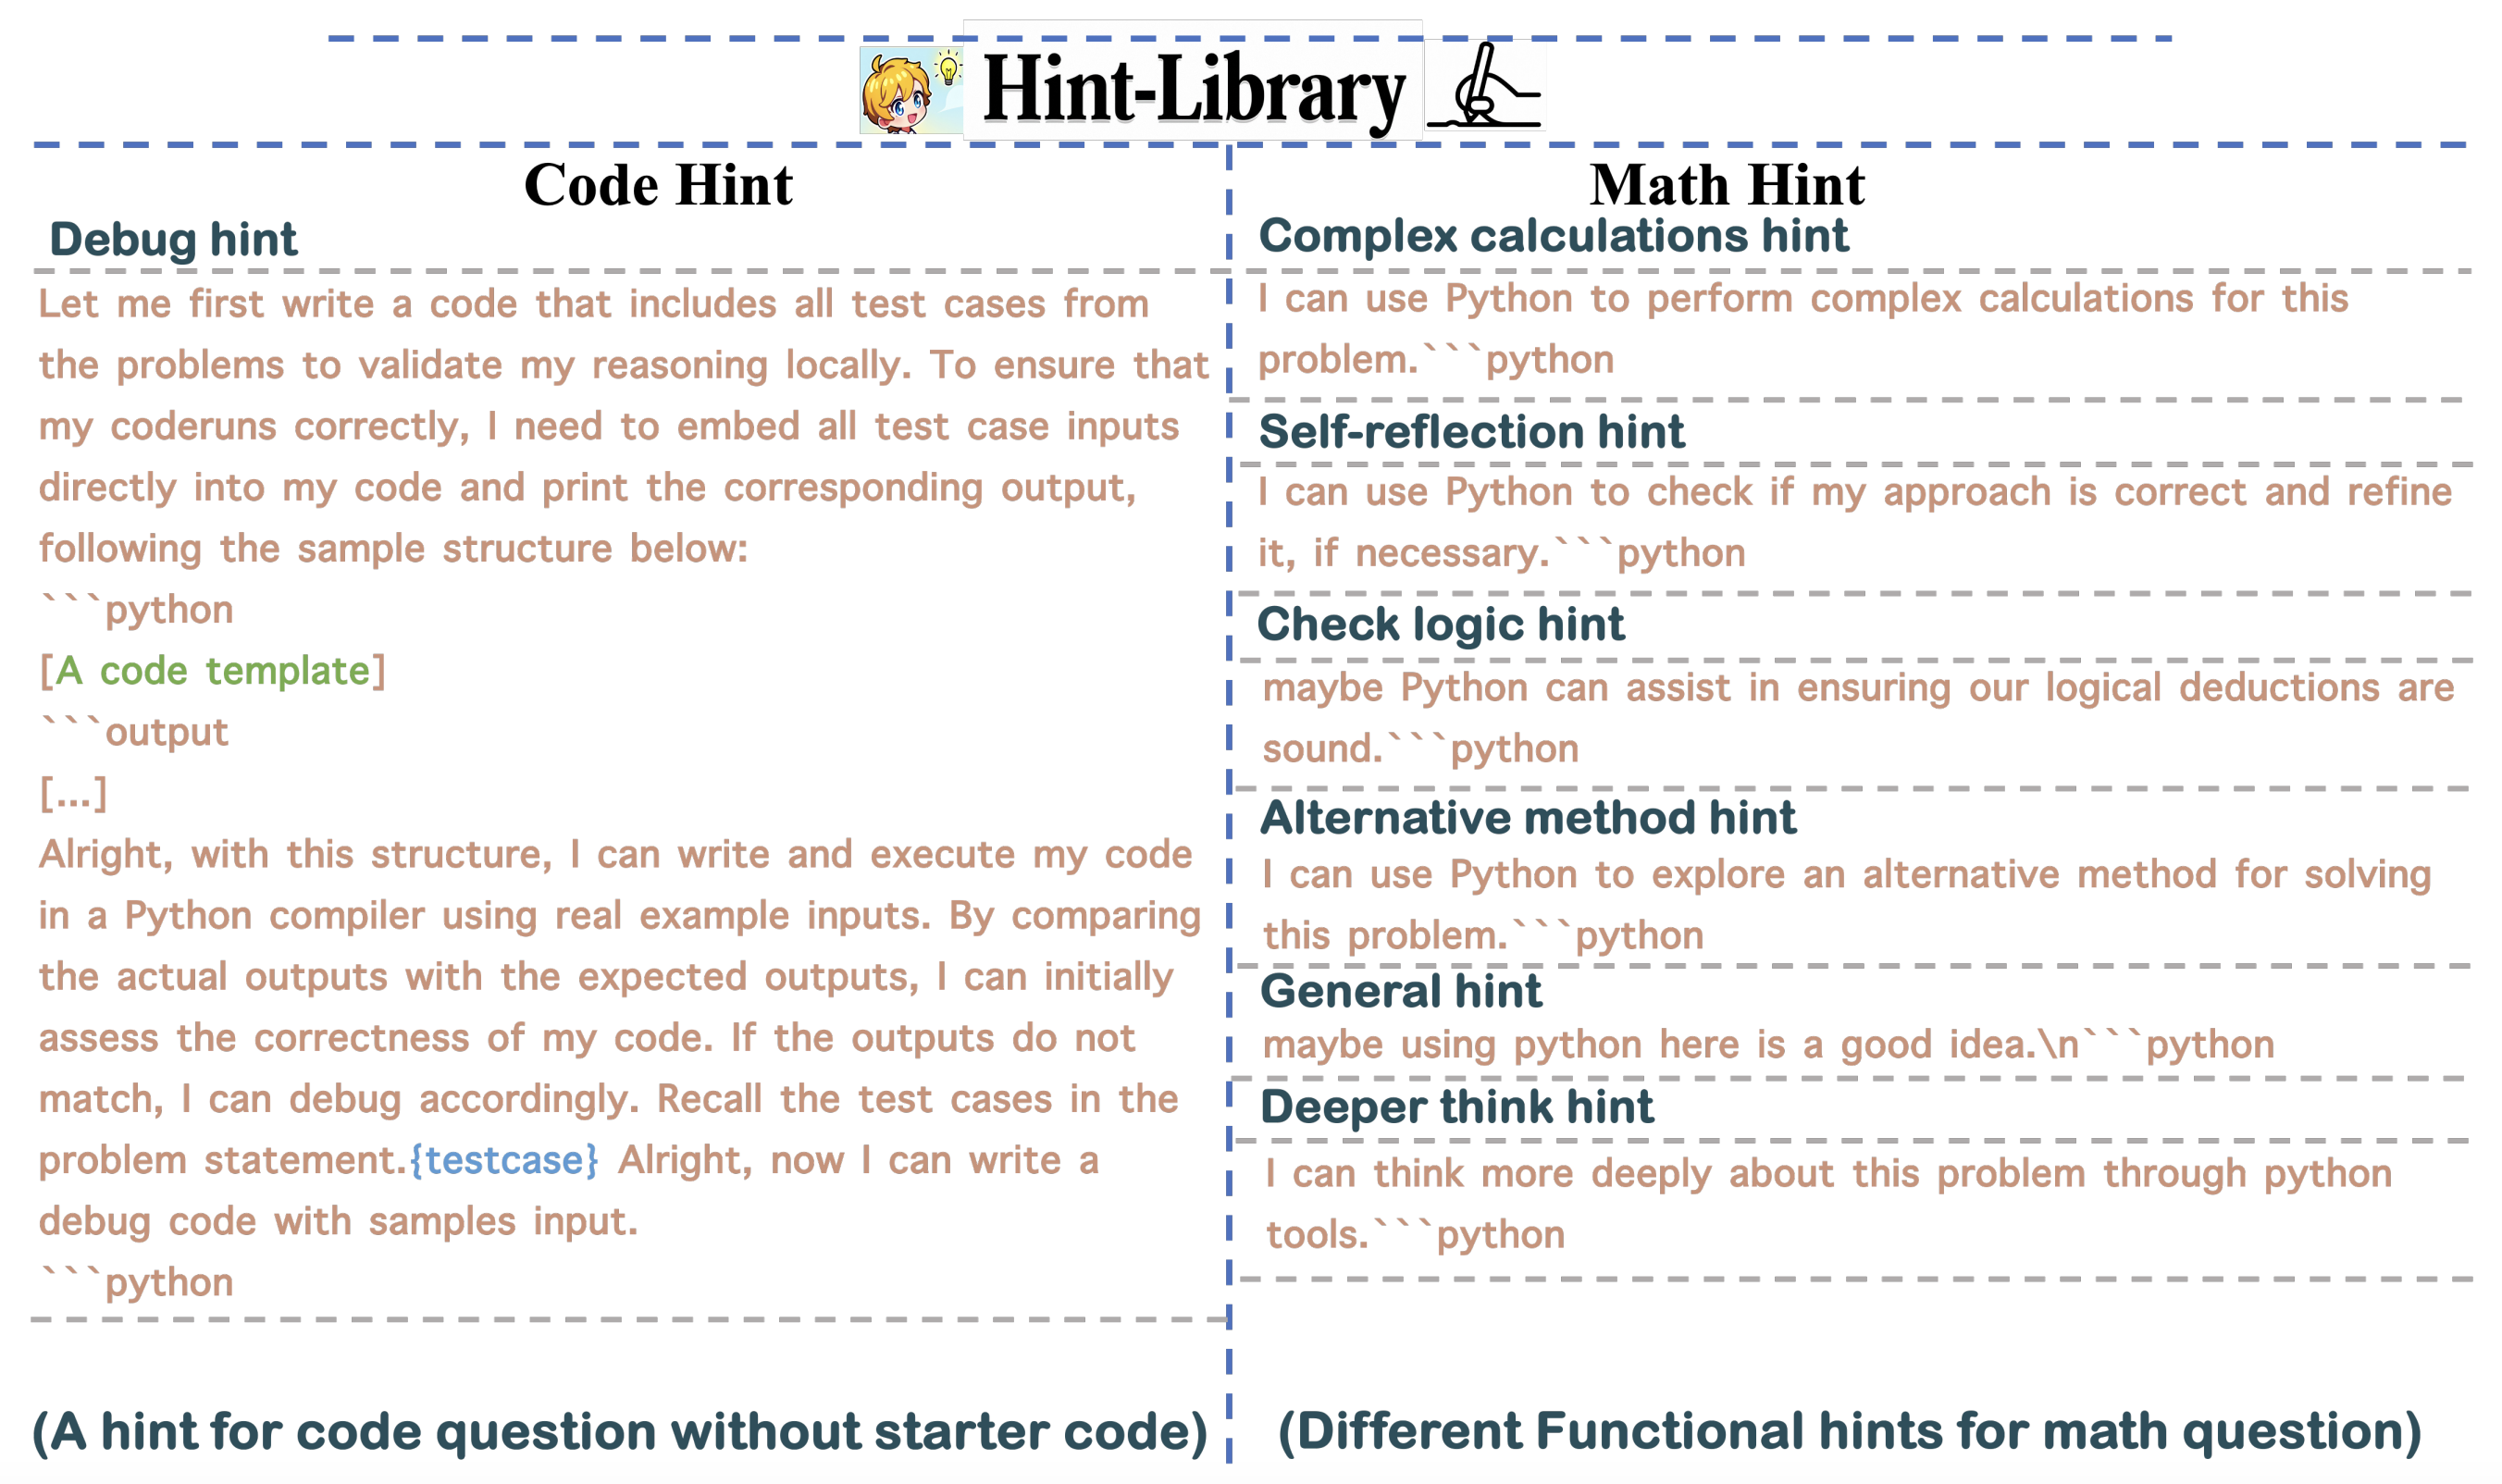 Hint-Library
Code Hint
Debug hint
Let me first write a code that includes all test cases from
the problems to validate my reasoning locally. To ensure that
my coderuns correctly, I need to embed all test case inputs
directly into my code and print the corresponding output,
following the sample structure below:
```python
[A code template]
```output
[...]
Alright, with this structure, I can write and execute my code
in a Python compiler using real example inputs. By comparing
the actual outputs with the expected outputs, I can initially
assess the correctness of my code. If the outputs do not
match, I can debug accordingly. Recall the test cases in the
problem statement.{testcase} Alright, now I can write a
debug code with samples input.
```python
(A hint for code question without starter code)
Math Hint
Complex calculations hint
I can use Python to perform complex calculations for this
problem.```python
Self-reflection hint
I can use Python to check if my approach is correct and refine
it, if necessary.```python
Check logic hint
maybe Python can assist in ensuring our logical deductions are
sound.```python
Alternative method hint
I can use Python to explore an alternative method for solving
this problem.```python
General hint
maybe using python here is a good idea.\n```python
Deeper think hint
I can think more deeply about this problem through python
tools.```python
(Different Functional hints for math question)